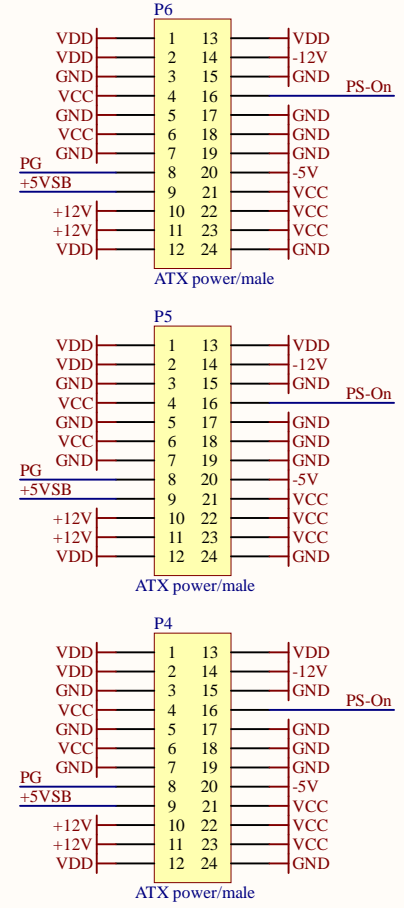 P6
VDD 1 13 VDD
VDD 2 14 -12V
GND 3 15 GND
VCC 4 16 PS-On
GND 5 17 GND
VCC 6 18 GND
GND 7 19 GND
PG 8 20 -5V
+5VSB 9 21 VCC
+12V 10 22 VCC
+12V 11 23 VCC
VDD 12 24 GND
ATX power/male
P5
VDD 1 13 VDD
VDD 2 14 -12V
GND 3 15 GND
VCC 4 16 PS-On
GND 5 17 GND
VCC 6 18 GND
GND 7 19 GND
PG 8 20 -5V
+5VSB 9 21 VCC
+12V 10 22 VCC
+12V 11 23 VCC
VDD 12 24 GND
ATX power/male
P4
VDD 1 13 VDD
VDD 2 14 -12V
GND 3 15 GND
VCC 4 16 PS-On
GND 5 17 GND
VCC 6 18 GND
GND 7 19 GND
PG 8 20 -5V
+5VSB 9 21 VCC
+12V 10 22 VCC
+12V 11 23 VCC
VDD 12 24 GND
ATX power/male